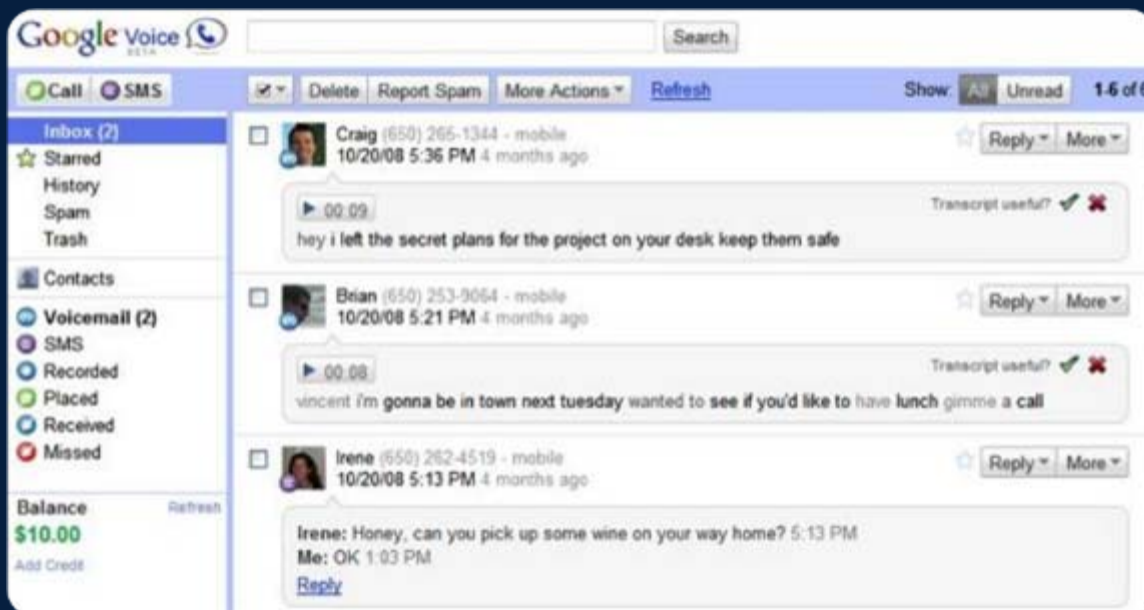 Google Voice
BETA
Search
Call SMS
Delete Report Spam More Actions Refresh
Show: All Unread 1-6 of 6
Inbox (2)
Starred
History
Spam
Trash
Contacts
Voicemail (2)
SMS
Recorded
Placed
Received
Missed
Balance Refresh
$10.00
Add Credit
Craig (650) 265-1344 - mobile
10/20/08 5:36 PM 4 months ago
Reply More
00:09
Transcript useful?
hey i left the secret plans for the project on your desk keep them safe
Brian (650) 253-9064 - mobile
10/20/08 5:21 PM 4 months ago
Reply More
00:08
Transcript useful?
vincent i'm gonna be in town next tuesday wanted to see if you'd like to have lunch gimme a call
Irene (650) 262-4519 - mobile
10/20/08 5:13 PM 4 months ago
Reply More
Irene: Honey, can you pick up some wine on your way home? 5:13 PM
Me: OK 1:03 PM
Reply